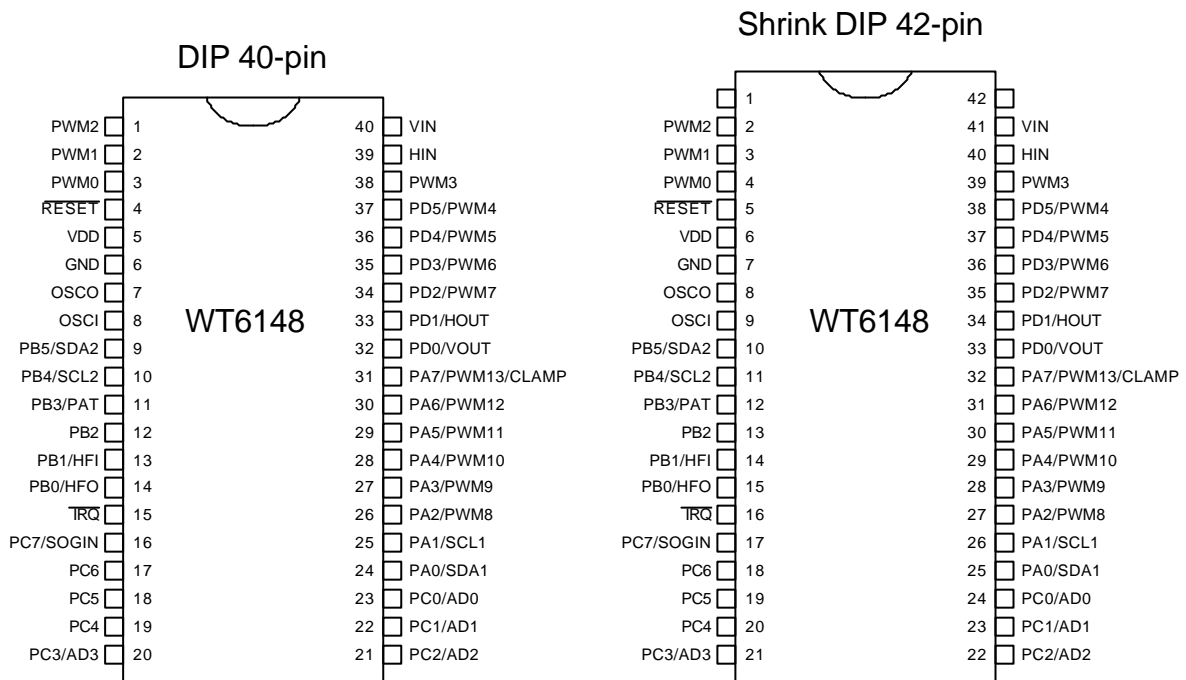 DIP 40-pin
PWM2 1 40 VIN
PWM1 2 39 HIN
PWM0 3 38 PWM3
RESET 4 37 PD5/PWM4
VDD 5 36 PD4/PWM5
GND 6 35 PD3/PWM6
OSCO 7 34 PD2/PWM7
OSCI 8 WT6148 33 PD1/HOUT
PB5/SDA2 9 32 PD0/VOUT
PB4/SCL2 10 31 PA7/PWM13/CLAMP
PB3/PAT 11 30 PA6/PWM12
PB2 12 29 PA5/PWM11
PB1/HFI 13 28 PA4/PWM10
PB0/HFO 14 27 PA3/PWM9
IRQ 15 26 PA2/PWM8
PC7/SOGIN 16 25 PA1/SCL1
PC6 17 24 PA0/SDA1
PC5 18 23 PC0/AD0
PC4 19 22 PC1/AD1
PC3/AD3 20 21 PC2/AD2
Shrink DIP 42-pin
1 42
PWM2 2 41 VIN
PWM1 3 40 HIN
PWM0 4 39 PWM3
RESET 5 38 PD5/PWM4
VDD 6 37 PD4/PWM5
GND 7 36 PD3/PWM6
OSCO 8 35 PD2/PWM7
OSCI 9 WT6148 34 PD1/HOUT
PB5/SDA2 10 33 PD0/VOUT
PB4/SCL2 11 32 PA7/PWM13/CLAMP
PB3/PAT 12 31 PA6/PWM12
PB2 13 30 PA5/PWM11
PB1/HFI 14 29 PA4/PWM10
PB0/HFO 15 28 PA3/PWM9
IRQ 16 27 PA2/PWM8
PC7/SOGIN 17 26 PA1/SCL1
PC6 18 25 PA0/SDA1
PC5 19 24 PC0/AD0
PC4 20 23 PC1/AD1
PC3/AD3 21 22 PC2/AD2